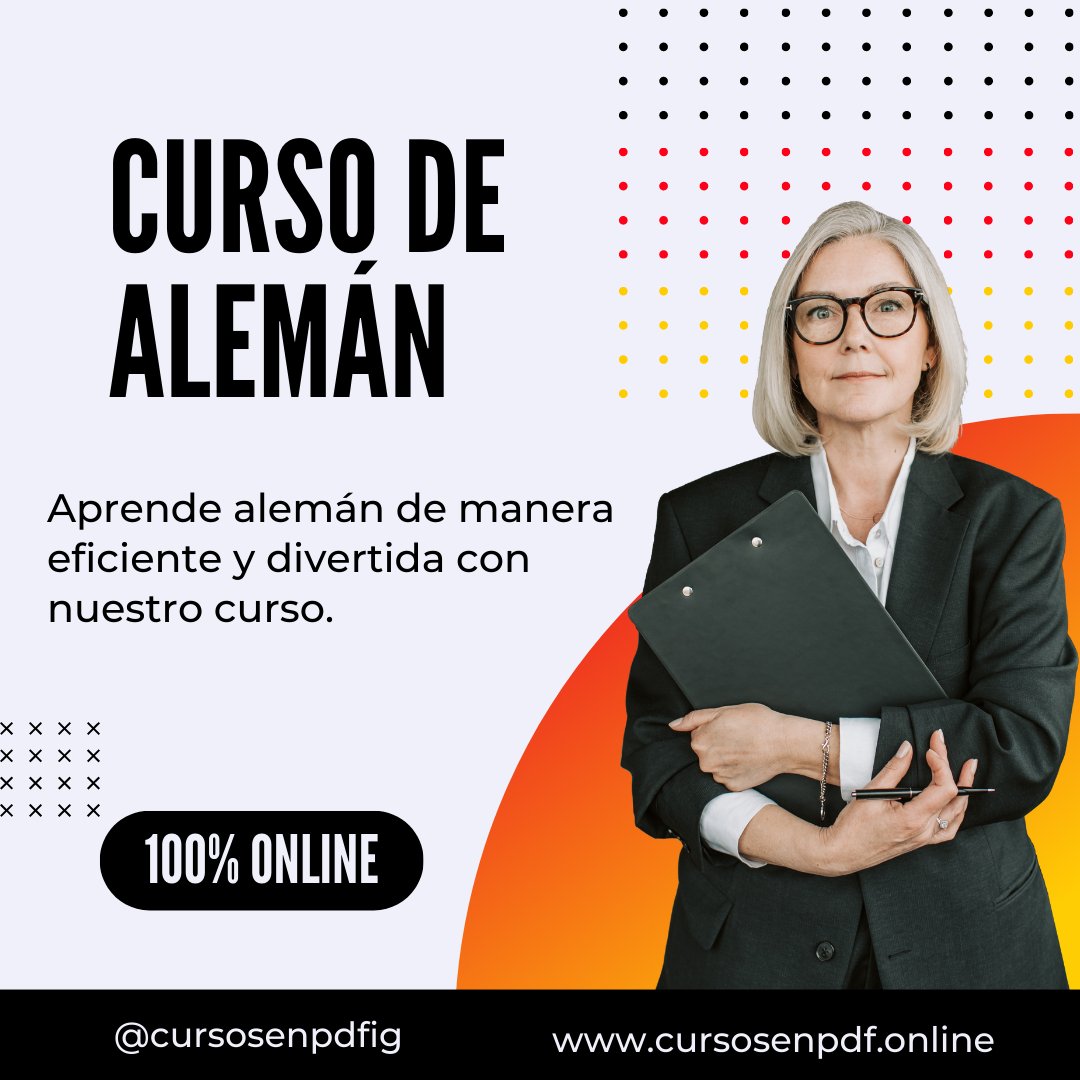 CURSO DE
ALEMÁN
Aprende alemán de manera
eficiente y divertida con
nuestro curso.
100% ONLINE
@cursosenpdfig
www.cursosenpdf.online